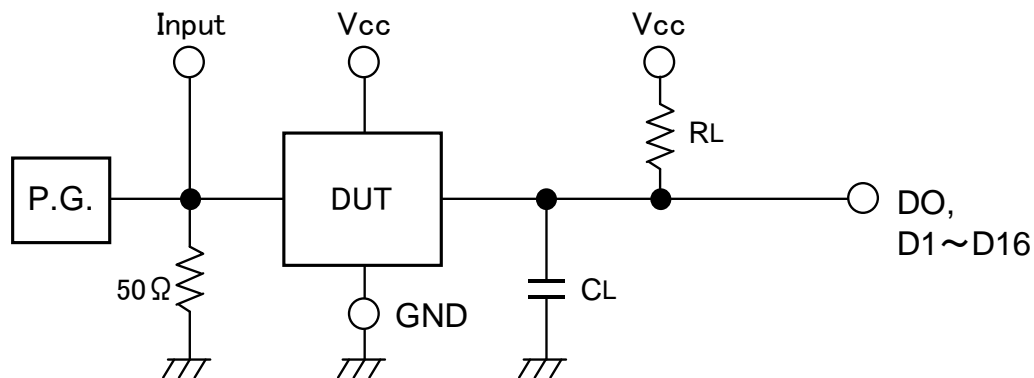 Input
Vcc
Vcc
RL
P.G.
DUT
DO,
D1～D16
50Ω
CL
GND